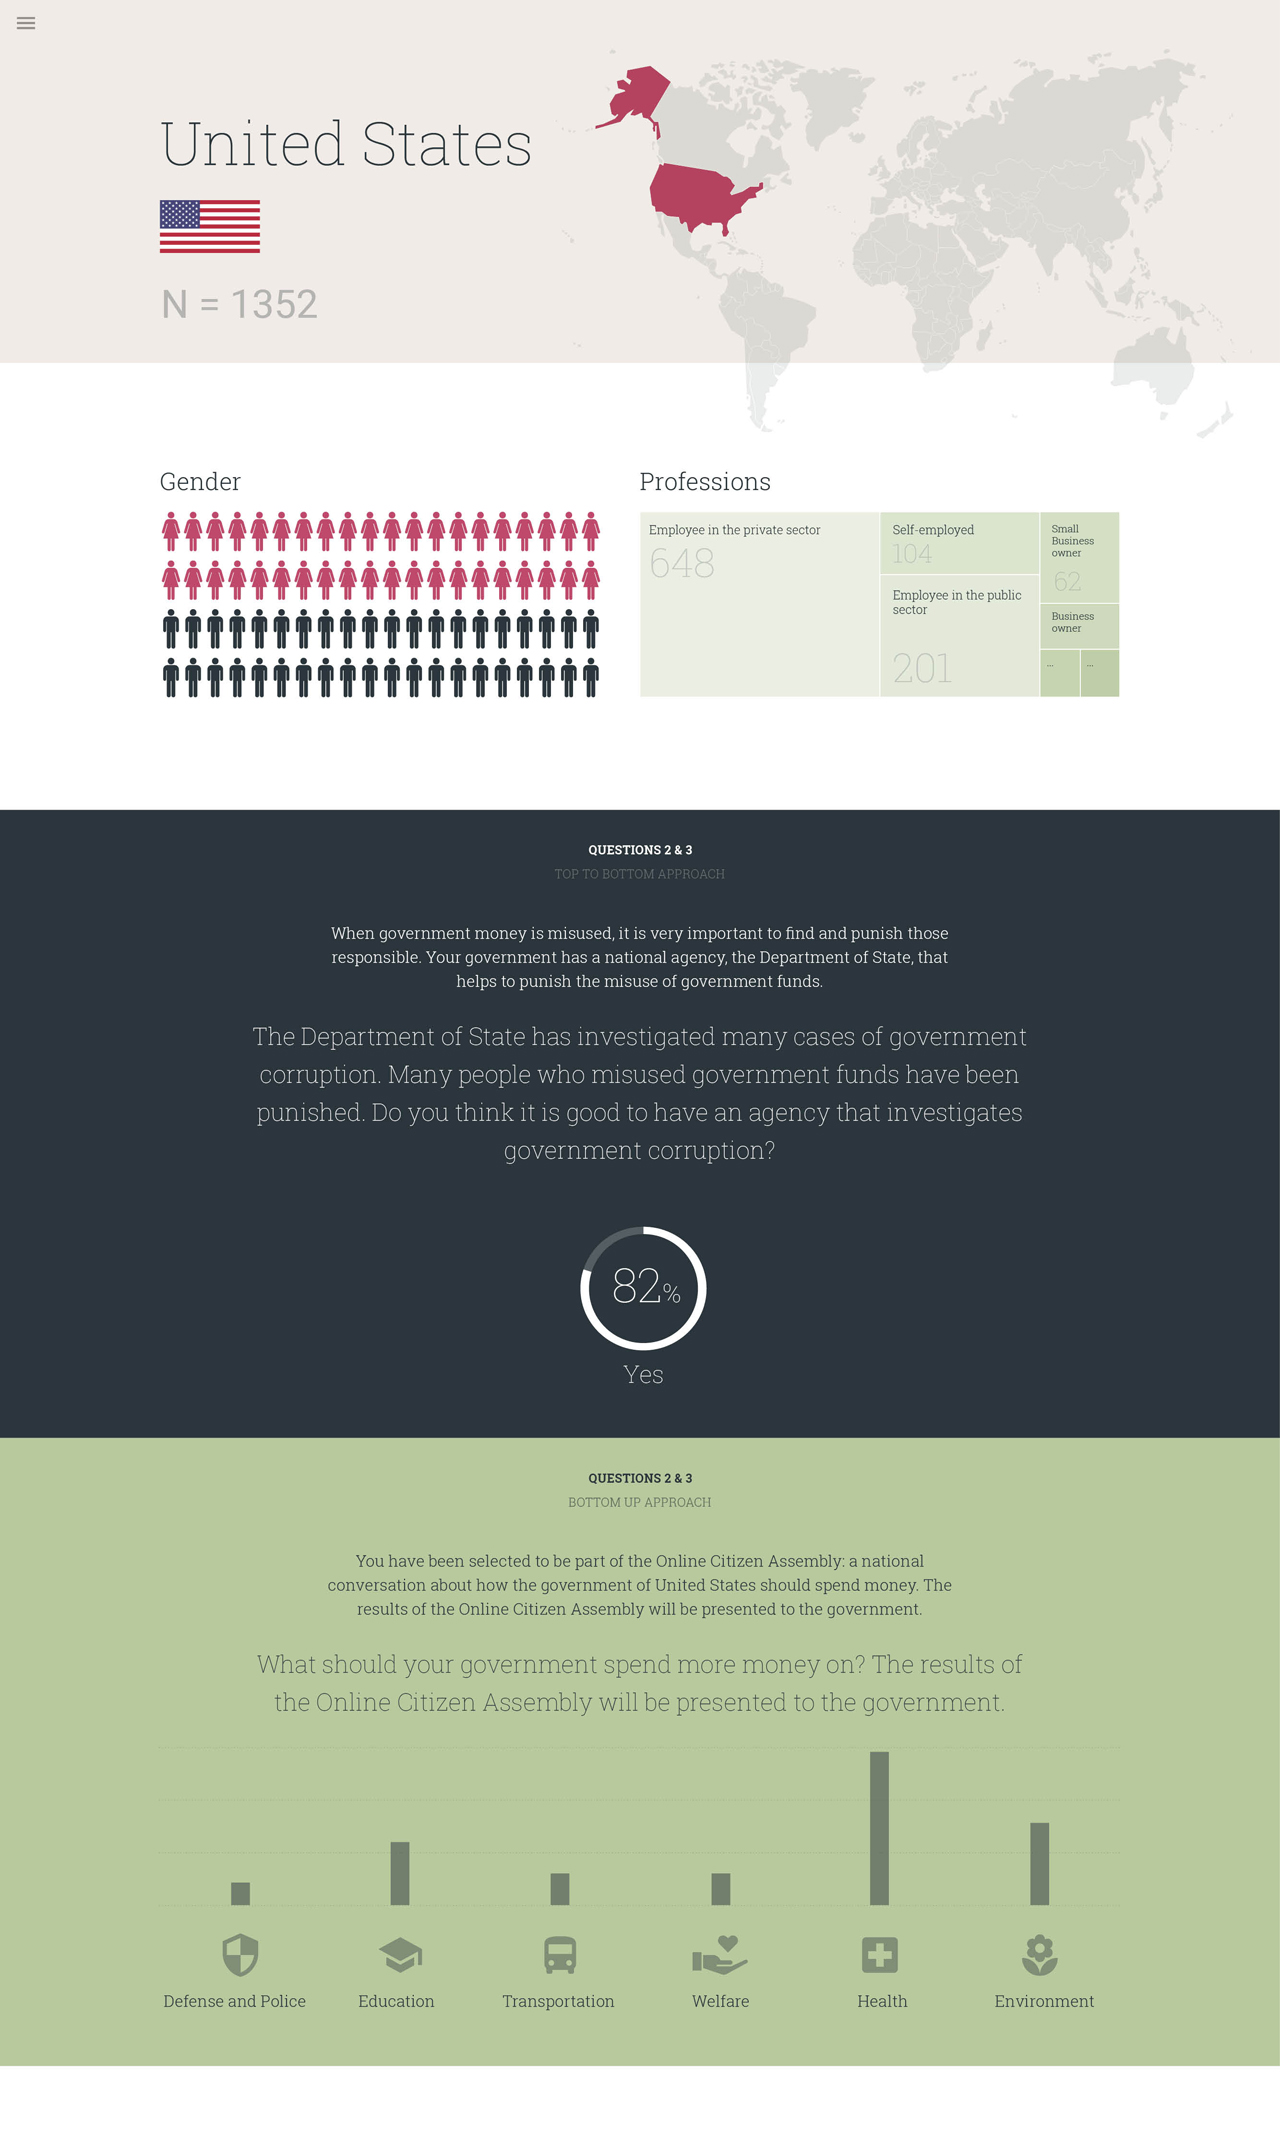 United States
N = 1352
Gender
Professions
Employee in the private sector
648
Self-employed
104
Employee in the public
sector
201
Small
Business
owner
62
Business
owner
...
...
QUESTIONS 2 & 3
TOP TO BOTTOM APPROACH
When government money is misused, it is very important to find and punish those
responsible. Your government has a national agency, the Department of State, that
helps to punish the misuse of government funds.
The Department of State has investigated many cases of government
corruption. Many people who misused government funds have been
punished. Do you think it is good to have an agency that investigates
government corruption?
82%
Yes
QUESTIONS 2 & 3
BOTTOM UP APPROACH
You have been selected to be part of the Online Citizen Assembly: a national
conversation about how the government of United States should spend money. The
results of the Online Citizen Assembly will be presented to the government.
What should your government spend more money on? The results of
the Online Citizen Assembly will be presented to the government.
Defense and Police
Education
Transportation
Welfare
Health
Environment